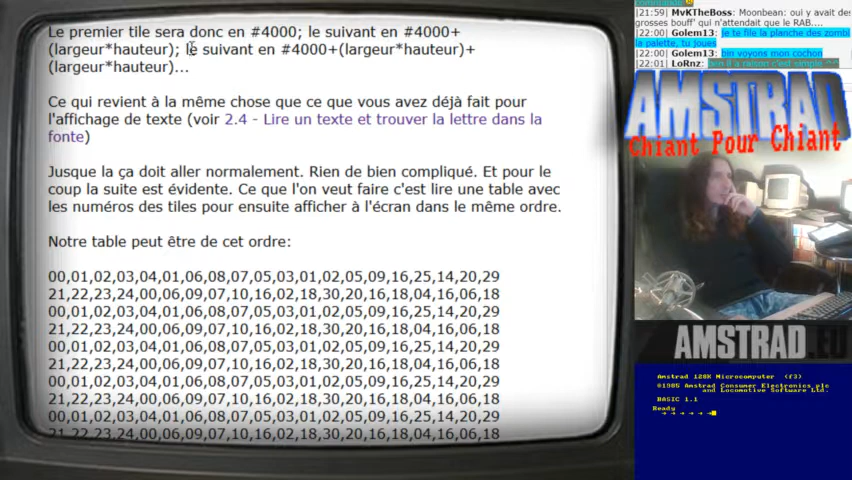 Le premier tile sera donc en #4000; le suivant en #4000+
(largeur*hauteur); le suivant en #4000+(largeur*hauteur)+
(largeur*hauteur)...
Ce qui revient à la même chose que ce que vous avez déjà fait pour
l'affichage de texte (voir 2.4 - Lire un texte et trouver la lettre dans la
fonte)
Jusque la ça doit aller normalement. Rien de bien compliqué. Et pour le
coup la suite est évidente. Ce que l'on veut faire c'est lire une table avec
les numéros des tiles pour ensuite afficher à l'écran dans le même ordre.
Notre table peut être de cet ordre:
00,01,02,03,04,01,06,08,07,05,03,01,02,05,09,16,25,14,20,29
21,22,23,24,00,06,09,07,10,16,02,18,30,20,16,18,04,16,06,18
00,01,02,03,04,01,06,08,07,05,03,01,02,05,09,16,25,14,20,29
21,22,23,24,00,06,09,07,10,16,02,18,30,20,16,18,04,16,06,18
00,01,02,03,04,01,06,08,07,05,03,01,02,05,09,16,25,14,20,29
21,22,23,24,00,06,09,07,10,16,02,18,30,20,16,18,04,16,06,18
00,01,02,03,04,01,06,08,07,05,03,01,02,05,09,16,25,14,20,29
21,22,23,24,00,06,09,07,10,16,02,18,30,20,16,18,04,16,06,18
00,01,02,03,04,01,06,08,07,05,03,01,02,05,09,16,25,14,20,29
21,22,23,24,00,06,09,07,10,16,02,18,30,20,16,18,04,16,06,18
|21:59| MvKTheBoss: Moonbean: oui y avait des
grosses bouff' qui n'attendait que le RAB....
|22:00| Golem13: je te file la planche des zombi
la palette, tu joues
|22:00| Golem13: bin voyons mon cochon
|22:01| LoRnz: ben il a raison c'est simple ^^
AMSTRAD
Chiant Pour Chiant
AMSTRAD.EU
Amstrad 128K Microcomputer (f3)
©1985 Amstrad Consumer Electronics plc
and Locomotive Software Ltd.
BASIC 1.1
Ready